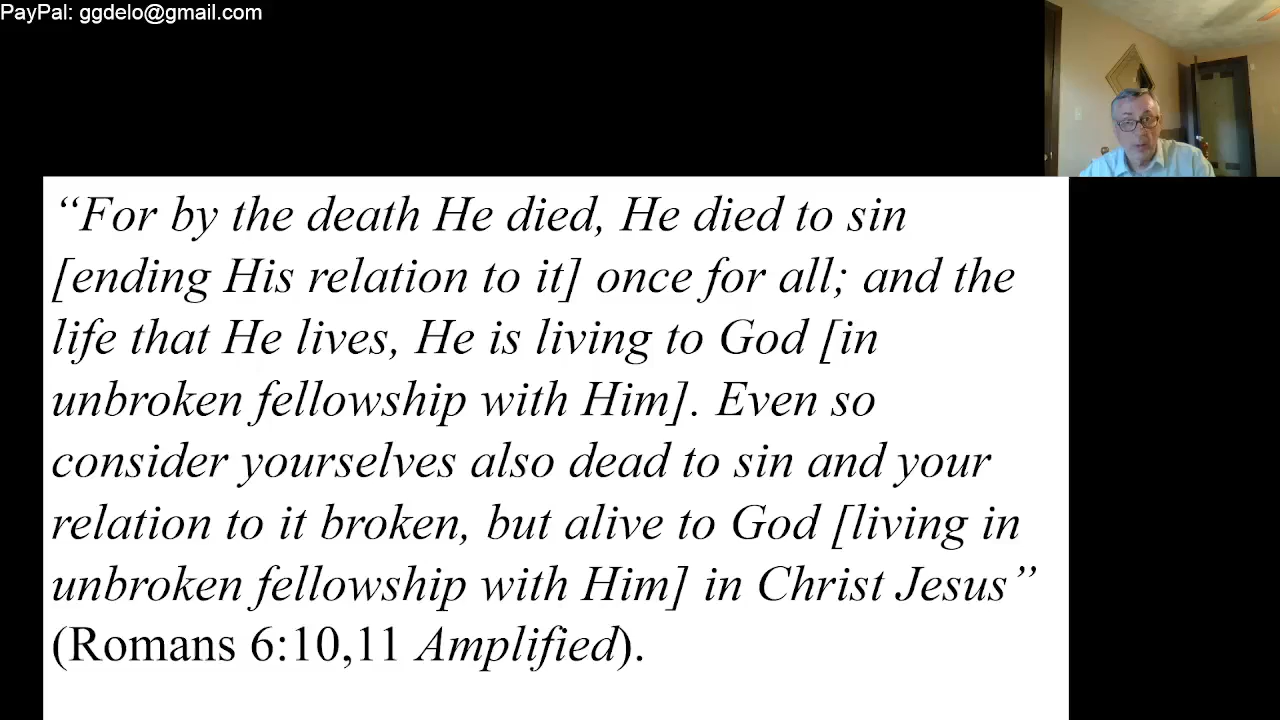 PayPal: ggdelo@gmail.com
“For by the death He died, He died to sin
[ending His relation to it] once for all; and the
life that He lives, He is living to God [in
unbroken fellowship with Him]. Even so
consider yourselves also dead to sin and your
relation to it broken, but alive to God [living in
unbroken fellowship with Him] in Christ Jesus”
(Romans 6:10,11 Amplified).